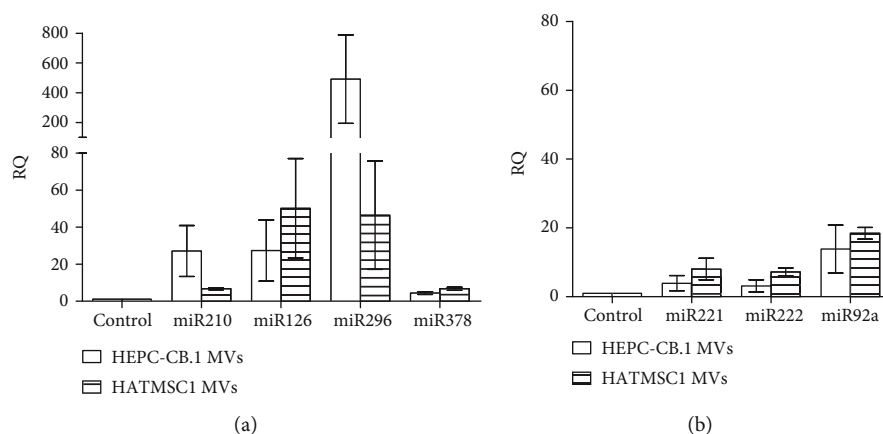 800
600
400
200
80
60
40
20
0
RQ
Control miR210 miR126 miR296 miR378
HEPC-CB.1 MVs
HATMSC1 MVs
(a)
80
60
40
20
0
RQ
Control miR221 miR222 miR92a
HEPC-CB.1 MVs
HATMSC1 MVs
(b)